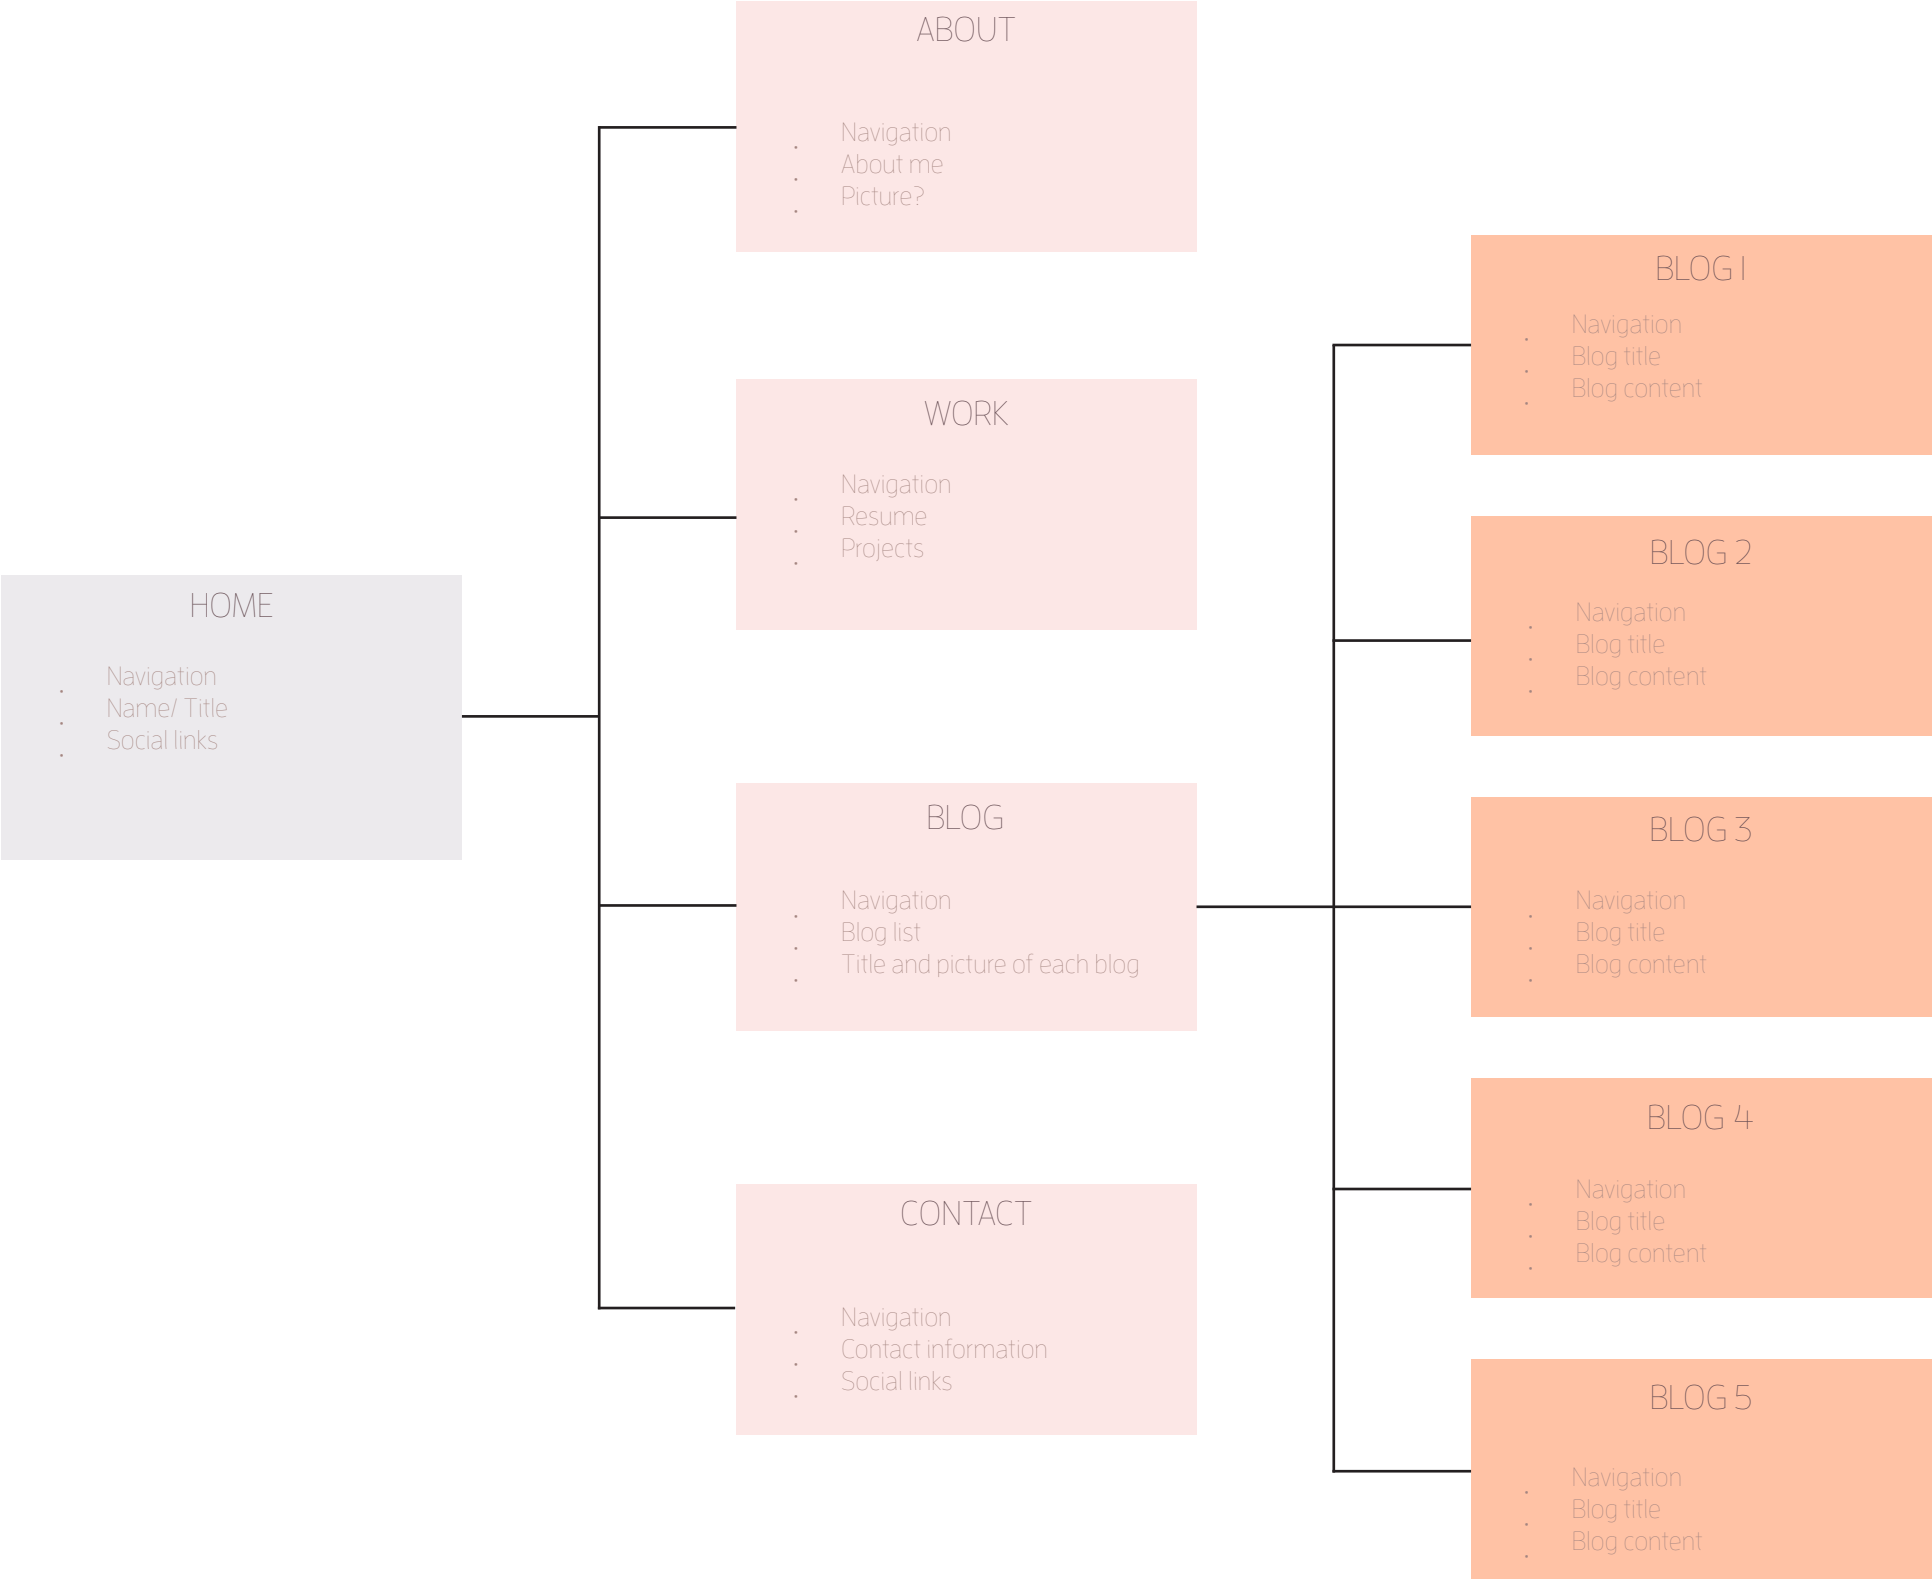 HOME
Navigation
Name/ Title
Social links
ABOUT
Navigation
About me
Picture?
WORK
Navigation
Resume
Projects
BLOG
Navigation
Blog list
Title and picture of each blog
CONTACT
Navigation
Contact information
Social links
BLOG 1
Navigation
Blog title
Blog content
BLOG 2
Navigation
Blog title
Blog content
BLOG 3
Navigation
Blog title
Blog content
BLOG 4
Navigation
Blog title
Blog content
BLOG 5
Navigation
Blog title
Blog content